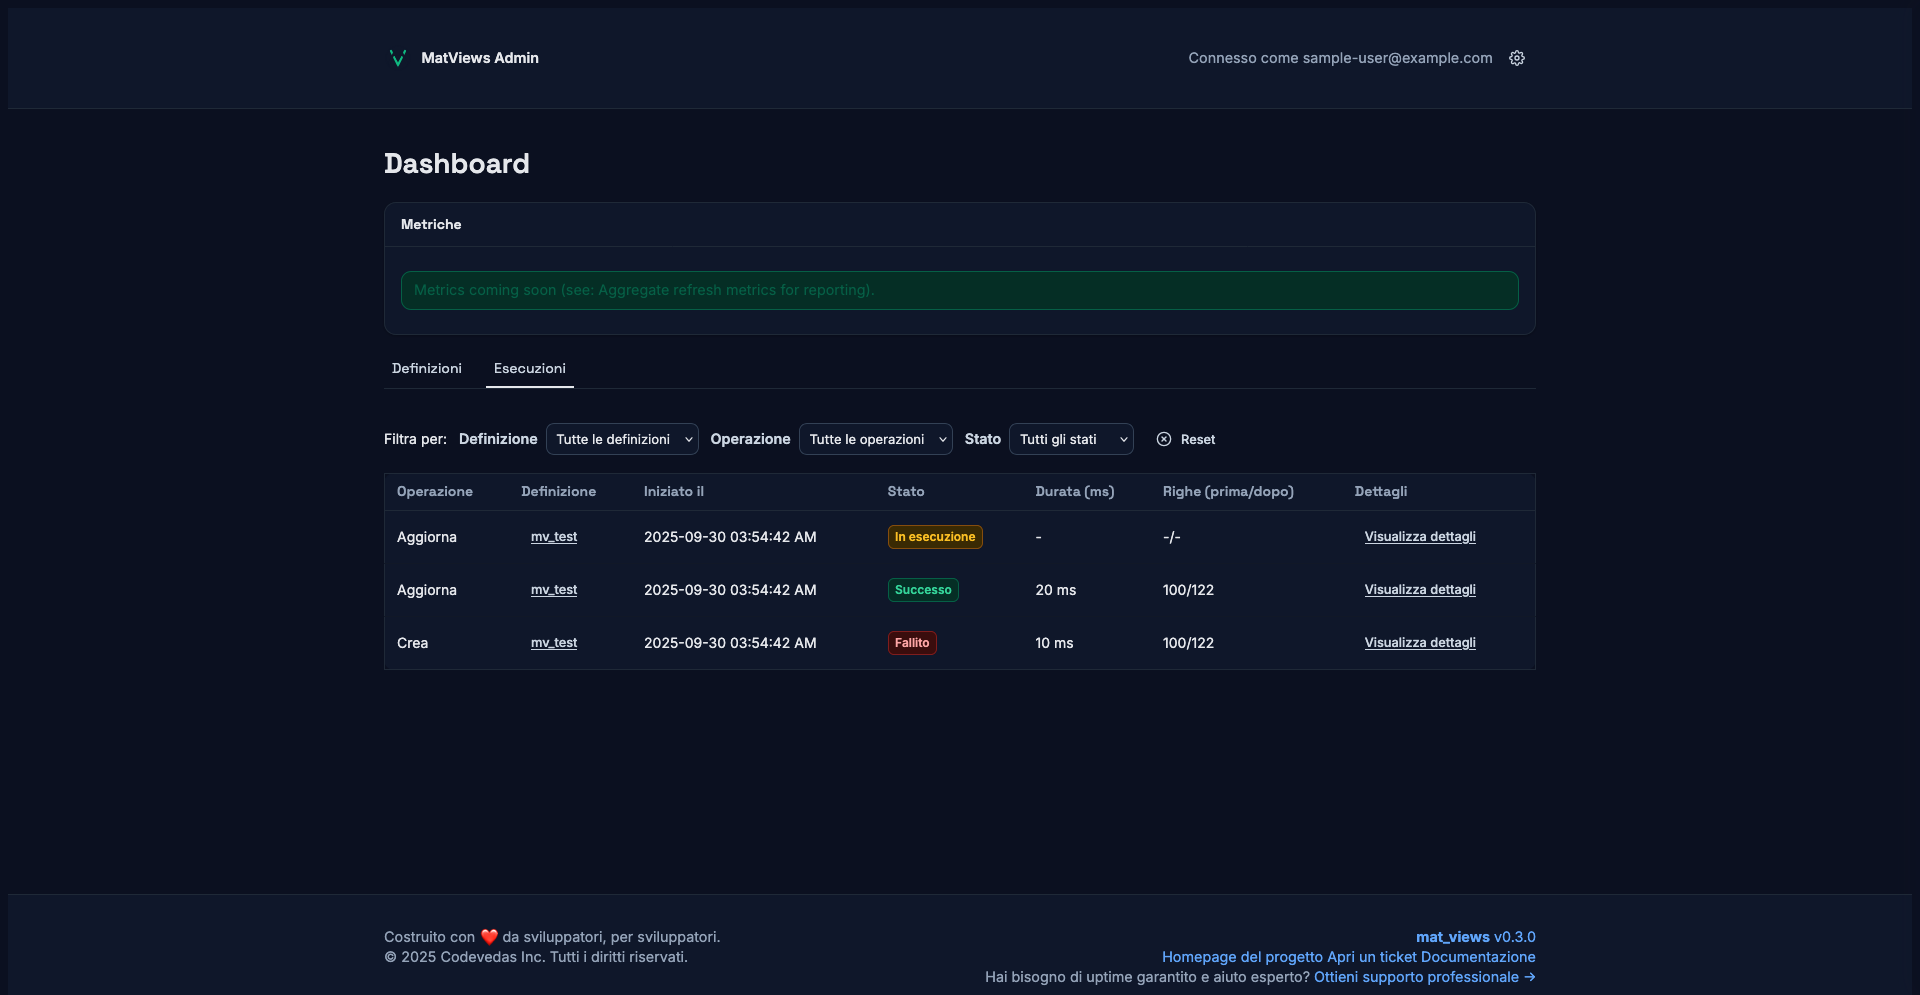 MatViews Admin
Connesso come sample-user@example.com
Dashboard
Metriche
Metrics coming soon (see: Aggregate refresh metrics for reporting).
Definizioni Esecuzioni
Filtra per: Definizione Tutte le definizioni Operazione Tutte le operazioni Stato Tutti gli stati Reset
Operazione Definizione Iniziato il Stato Durata (ms) Righe (prima/dopo) Dettagli
Aggiorna mv_test 2025-09-30 03:54:42 AM In esecuzione - -/- Visualizza dettagli
Aggiorna mv_test 2025-09-30 03:54:42 AM Successo 20 ms 100/122 Visualizza dettagli
Crea mv_test 2025-09-30 03:54:42 AM Fallito 10 ms 100/122 Visualizza dettagli
Costruito con ❤️ da sviluppatori, per sviluppatori.
© 2025 Codevedas Inc. Tutti i diritti riservati.
mat_views v0.3.0
Homepage del progetto Apri un ticket Documentazione
Hai bisogno di uptime garantito e aiuto esperto? Ottieni supporto professionale →